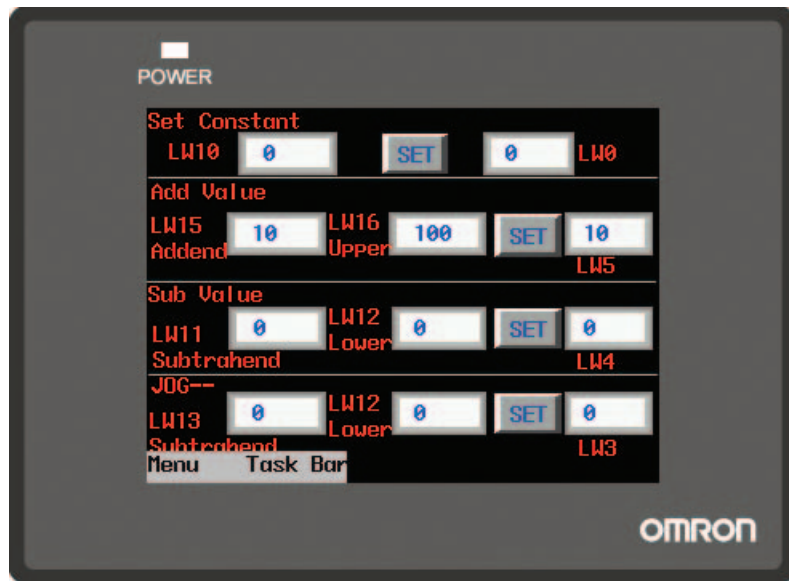 POWER
Set Constant
LW10 0 SET 0 LW0
Add Value
LW15 10 LW16 100 SET 10
Addend Upper LW5
Sub Value
LW11 0 LW12 0 SET 0
Subtrahend Lower LW4
JOG--
LW13 0 LW12 0 SET 0
Subtrahend Lower LW3
Menu Task Bar
OMRON